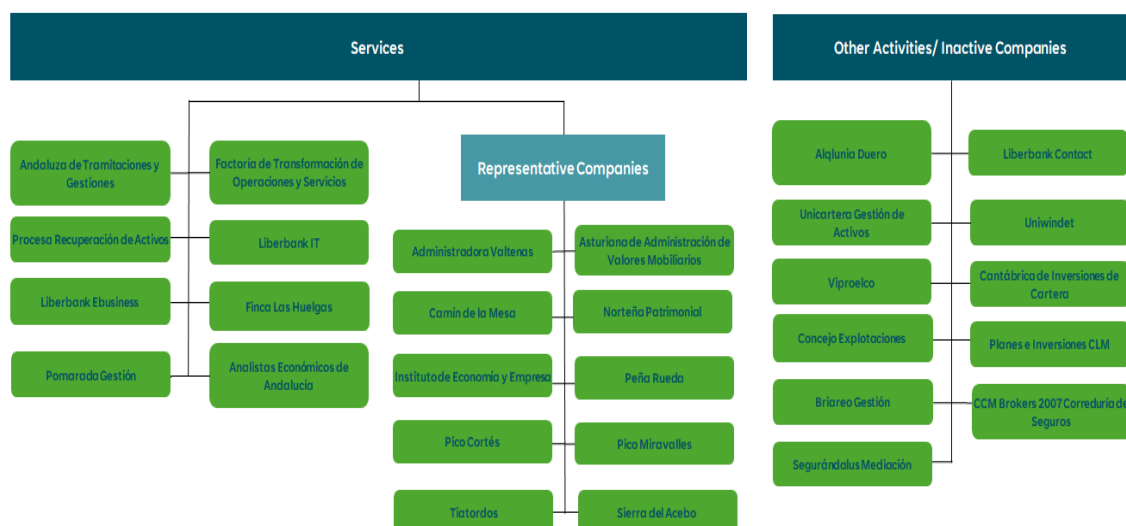 Services
Other Activities/ Inactive Companies
Andaluza de Tramitaciones y
Gestiones
Factoría de Transformación de
Operaciones y Servicios
Procesa Recuperación de Activos
Liberbank IT
Liberbank Ebusiness
Finca Las Huelgas
Pomarada Gestión
Analistas Económicos de
Andalucía
Representative Companies
Administradora Valtenas
Asturiana de Administración de
Valores Mobiliarios
Camín de la Mesa
Norteña Patrimonial
Instituto de Economía y Empresa
Peña Rueda
Pico Cortés
Pico Miravalles
Tiatordos
Sierra del Acebo
Alqlunia Duero
Liberbank Contact
Unicartera Gestión de
Activos
Uniwindet
Viproelco
Cantábrica de Inversiones de
Cartera
Concejo Explotaciones
Planes e Inversiones CLM
Briareo Gestión
CCM Brokers 2007 Correduría de
Seguros
Segurándalus Mediación